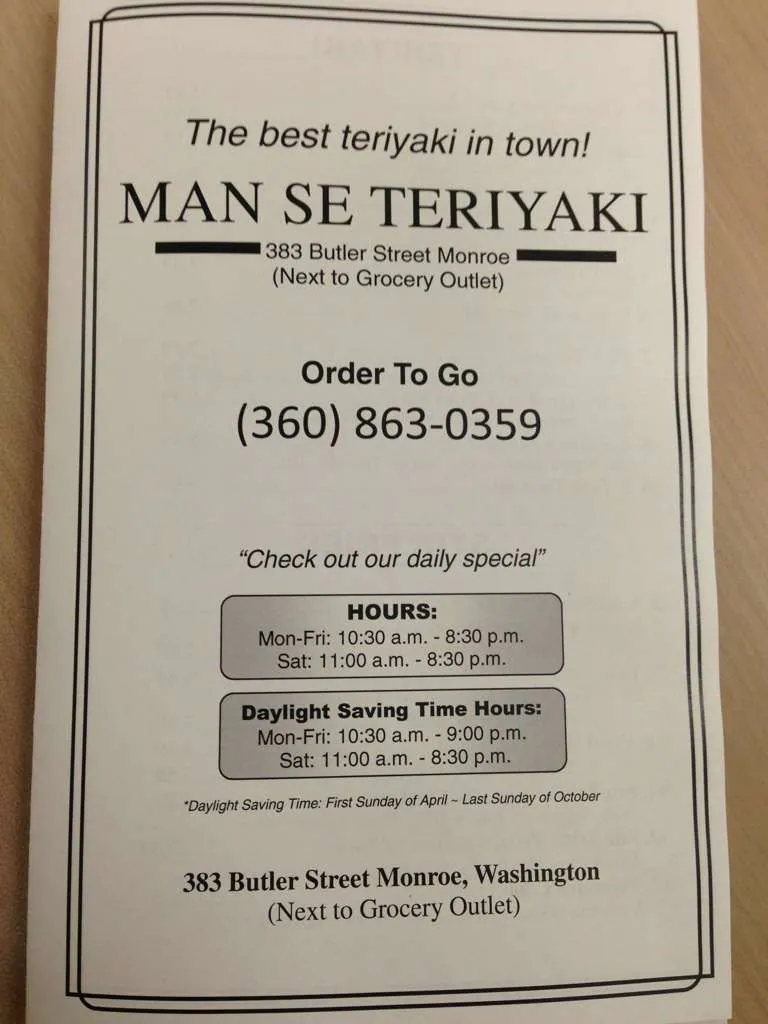 The best teriyaki in town!
MAN SE TERIYAKI
383 Butler Street Monroe
(Next to Grocery Outlet)
Order To Go
(360) 863-0359
“Check out our daily special”
HOURS:
Mon-Fri: 10:30 a.m. - 8:30 p.m.
Sat: 11:00 a.m. - 8:30 p.m.
Daylight Saving Time Hours:
Mon-Fri: 10:30 a.m. - 9:00 p.m.
Sat: 11:00 a.m. - 8:30 p.m.
*Daylight Saving Time: First Sunday of April ~ Last Sunday of October
383 Butler Street Monroe, Washington
(Next to Grocery Outlet)